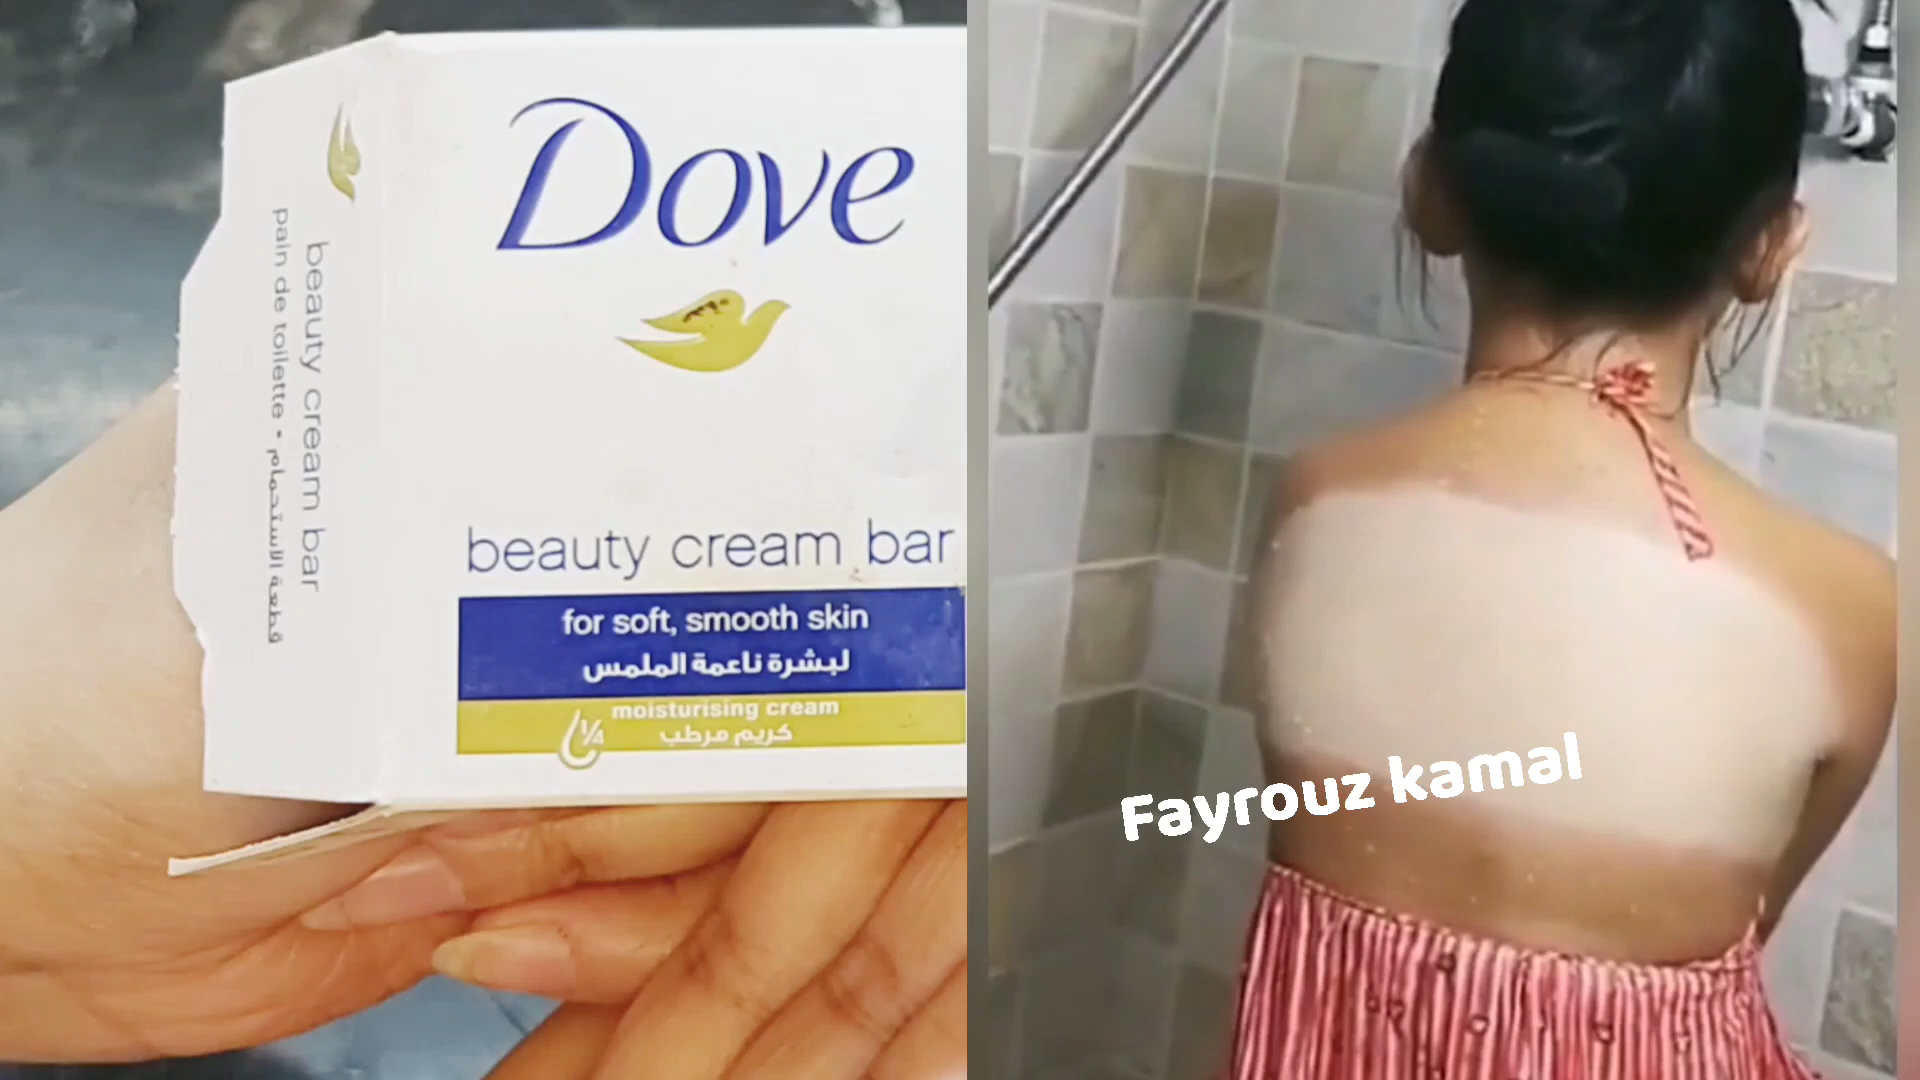 Dove
beauty cream bar
for soft, smooth skin
لبشرة ناعمة الملمس
1/4
moisturising cream
كريم مرطب
beauty cream bar
pain de toilette • قطعة الاستحمام
Fayrouz kamal